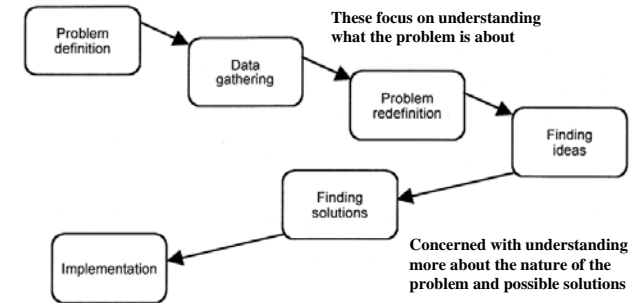 Problem
definition
These focus on understanding
what the problem is about
Data
gathering
Problem
redefinition
Finding
ideas
Finding
solutions
Implementation
Concerned with understanding
more about the nature of the
problem and possible solutions